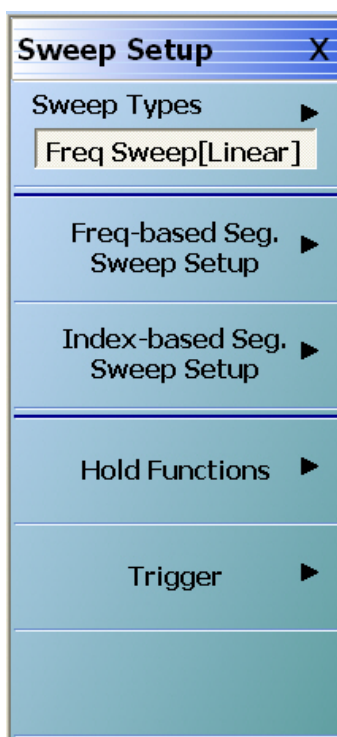 Sweep Setup X
Sweep Types
Freq Sweep[Linear]
Freq-based Seg.
Sweep Setup
Index-based Seg.
Sweep Setup
Hold Functions
Trigger